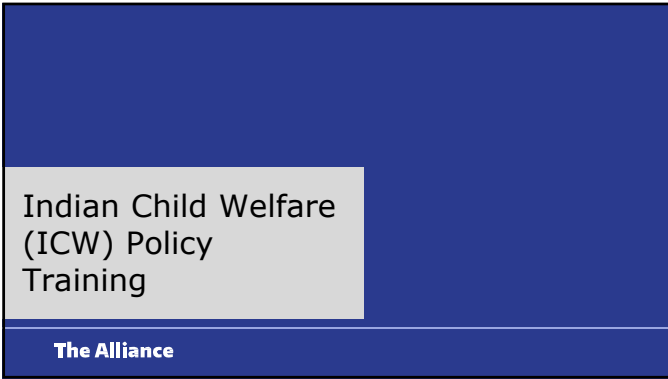 Indian Child Welfare
(ICW) Policy
Training
The Alliance